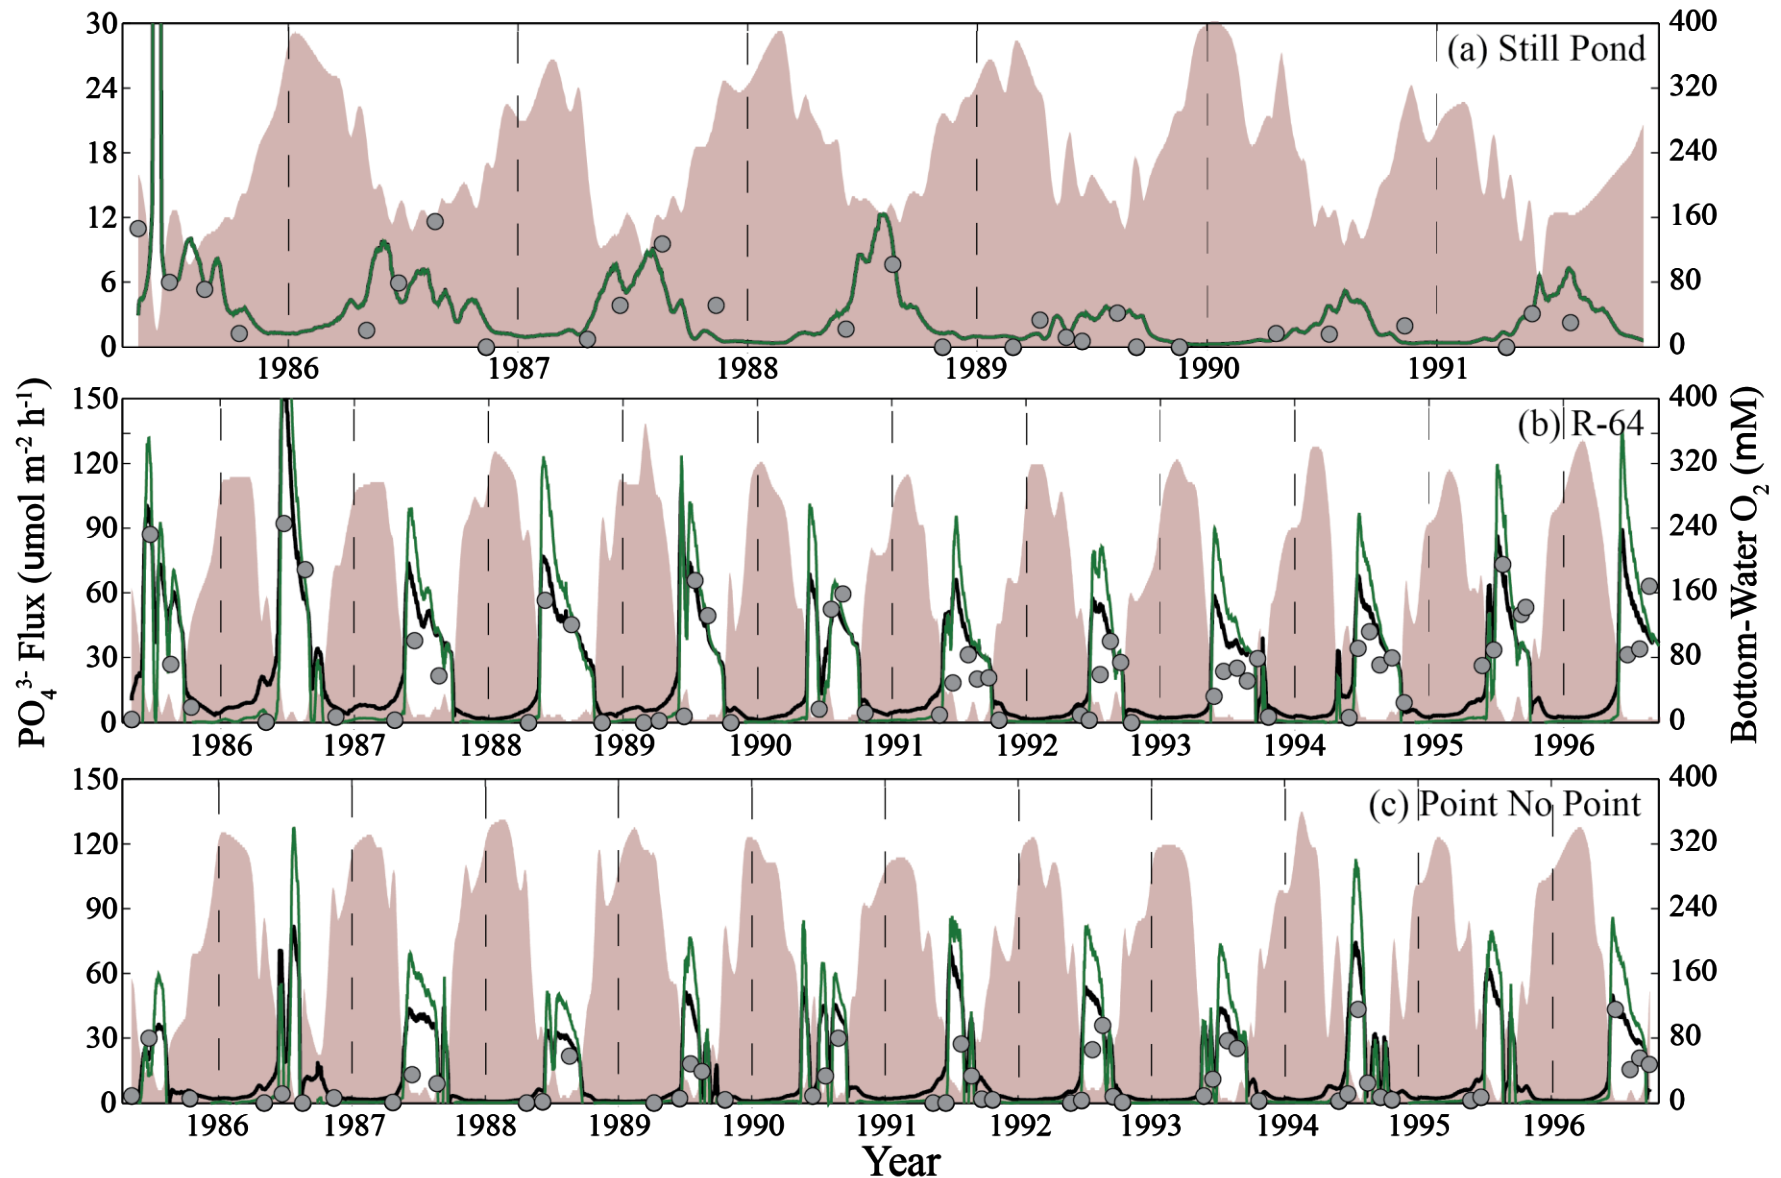 (a) Still Pond
30 24 18 12 6 0
400 320 240 160 80 0
1986 1987 1988 1989 1990 1991
PO₄³⁻ Flux (umol m⁻² h⁻¹)
Bottom-Water O₂ (mM)
(b) R-64
150 120 90 60 30 0
400 320 240 160 80 0
1986 1987 1988 1989 1990 1991 1992 1993 1994 1995 1996
(c) Point No Point
150 120 90 60 30 0
400 320 240 160 80 0
1986 1987 1988 1989 1990 1991 1992 1993 1994 1995 1996
Year